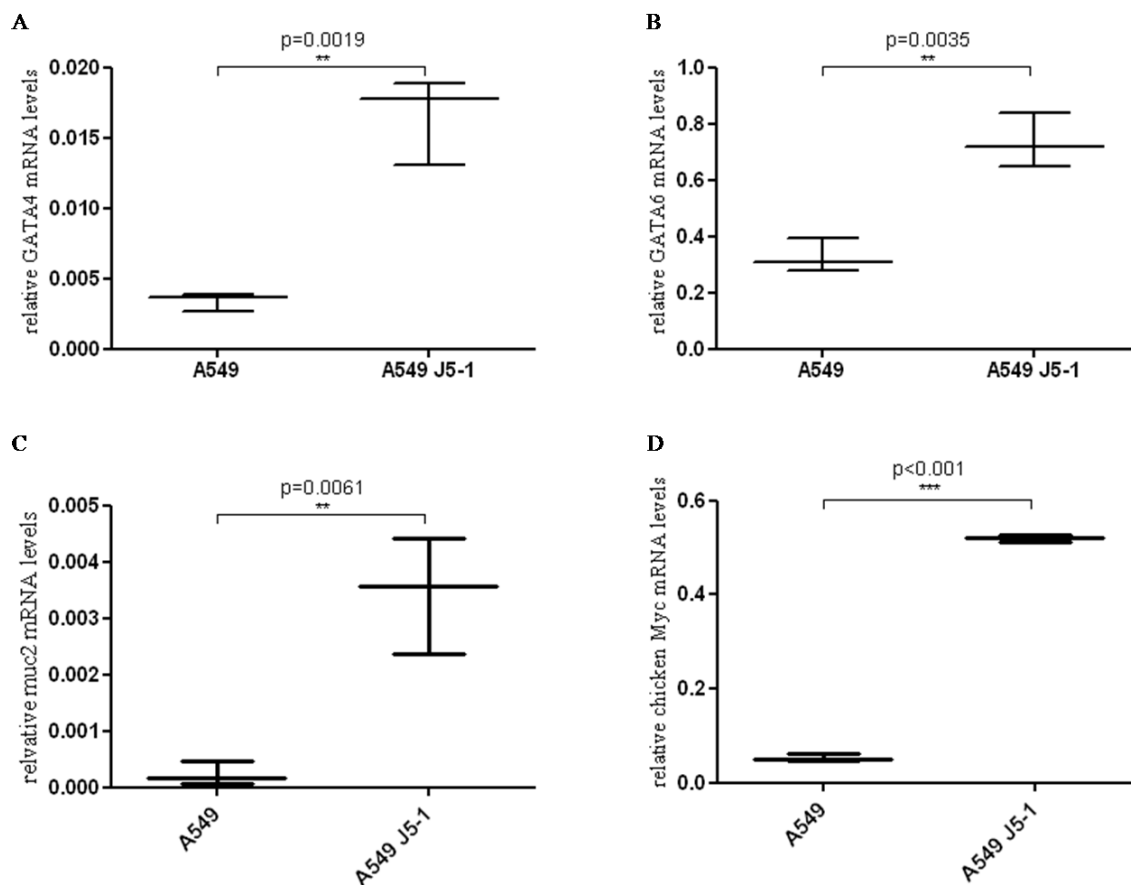 A
p=0.0019
**
relative GATA4 mRNA levels
0.020
0.015
0.010
0.005
0.000
A549
A549 J5-1
B
p=0.0035
**
relative GATA6 mRNA levels
1.0
0.8
0.6
0.4
0.2
0.0
A549
A549 J5-1
C
p=0.0061
**
relvative muc2 mRNA levels
0.005
0.004
0.003
0.002
0.001
0.000
A549
A549 J5-1
D
p<0.001
***
relative chicken Myc mRNA levels
0.6
0.4
0.2
0.0
A549
A549 J5-1